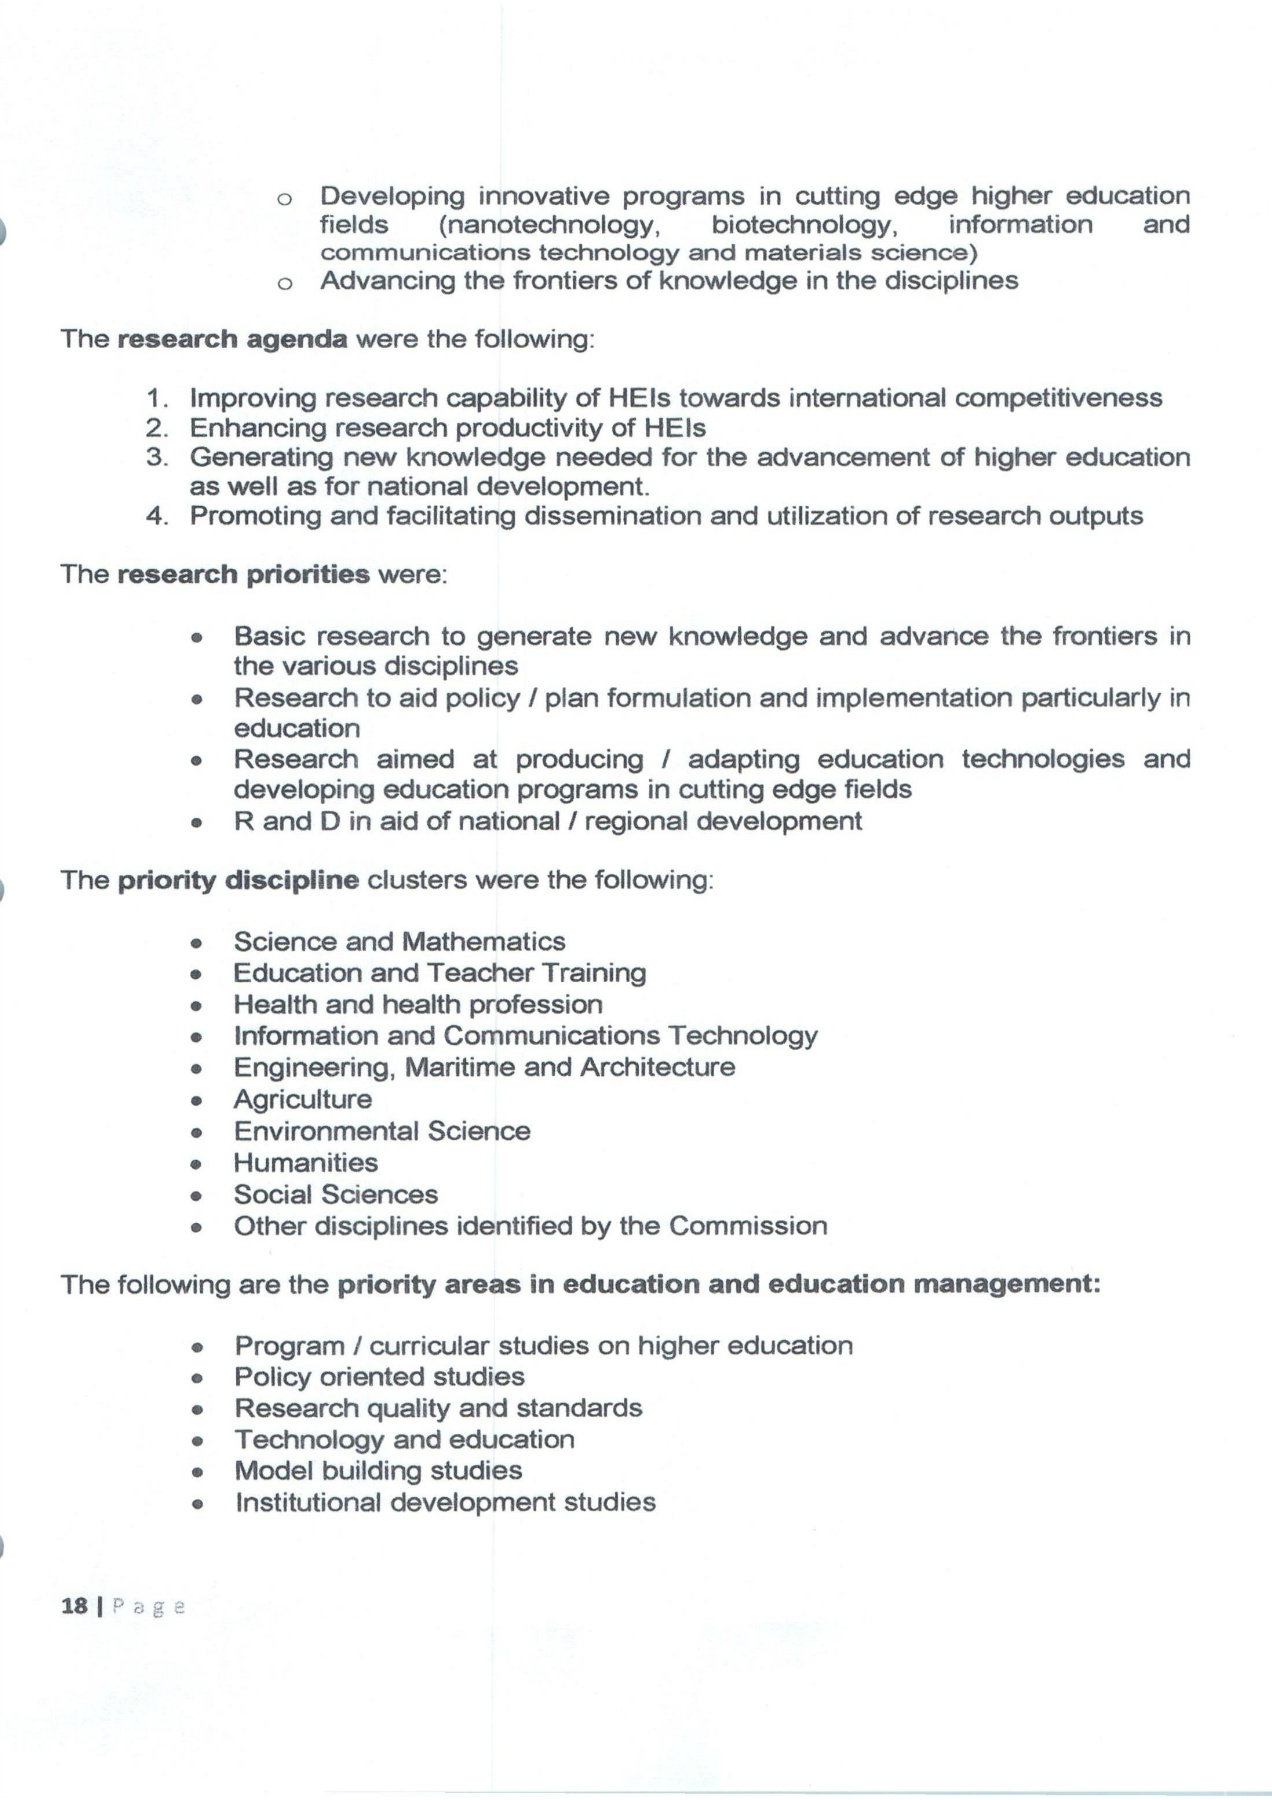 o Developing innovative programs in cutting edge higher education
fields (nanotechnology, biotechnology, information and
communications technology and materials science)
o Advancing the frontiers of knowledge in the disciplines
The research agenda were the following:
1. Improving research capability of HEIs towards international competitiveness
2. Enhancing research productivity of HEIs
3. Generating new knowledge needed for the advancement of higher education
as well as for national development.
4. Promoting and facilitating dissemination and utilization of research outputs
The research priorities were:
• Basic research to generate new knowledge and advance the frontiers in
the various disciplines
• Research to aid policy / plan formulation and implementation particularly in
education
• Research aimed at producing / adapting education technologies and
developing education programs in cutting edge fields
• R and D in aid of national / regional development
The priority discipline clusters were the following:
• Science and Mathematics
• Education and Teacher Training
• Health and health profession
• Information and Communications Technology
• Engineering, Maritime and Architecture
• Agriculture
• Environmental Science
• Humanities
• Social Sciences
• Other disciplines identified by the Commission
The following are the priority areas in education and education management:
• Program / curricular studies on higher education
• Policy oriented studies
• Research quality and standards
• Technology and education
• Model building studies
• Institutional development studies
18 | Page